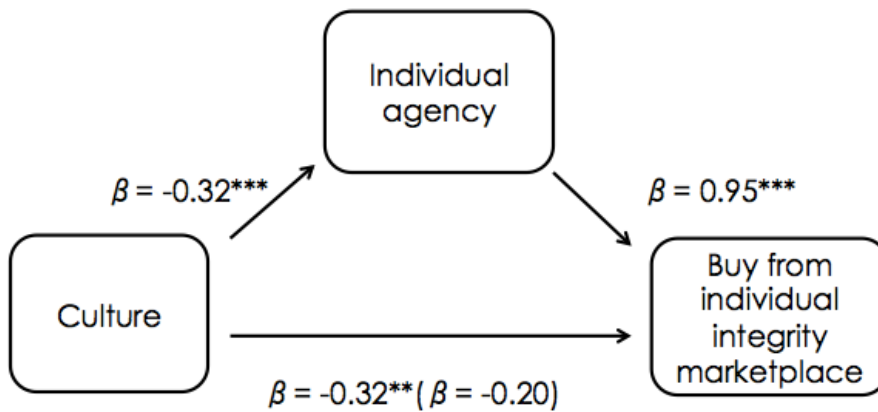 Individual
agency
β = -0.32***
β = 0.95***
Culture
Buy from
individual
integrity
marketplace
β = -0.32**( β = -0.20)